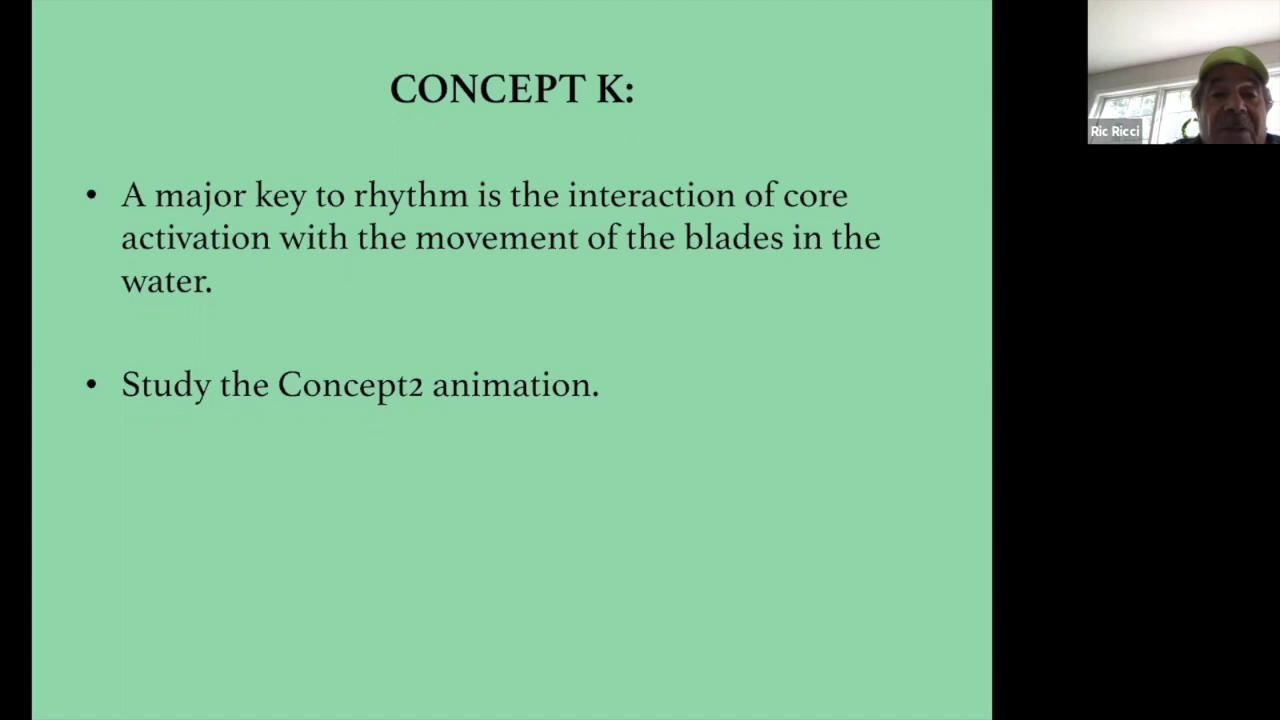 CONCEPT K:
• A major key to rhythm is the interaction of core
activation with the movement of the blades in the
water.
• Study the Concept2 animation.
Ric Ricci